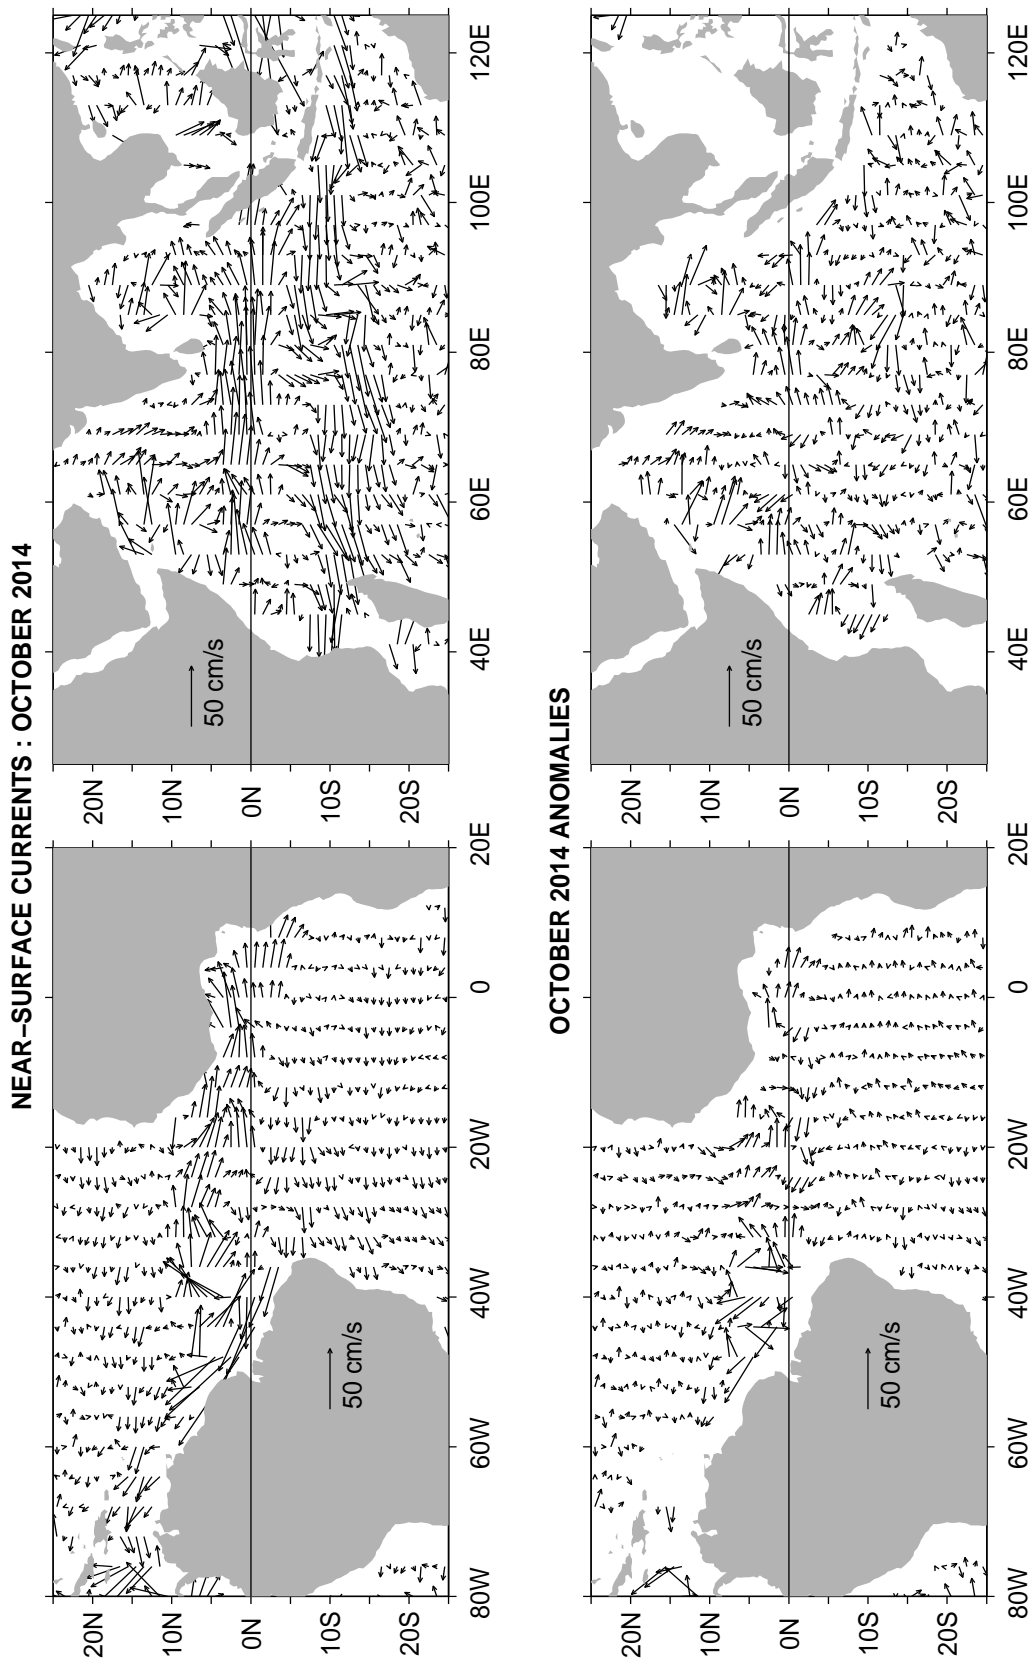 NEAR–SURFACE CURRENTS : OCTOBER 2014
20N
10N
0N
10S
20S
50 cm/s
80W 60W 40W 20W 0 20E
20N
10N
0N
10S
20S
50 cm/s
40E 60E 80E 100E 120E
OCTOBER 2014 ANOMALIES
20N
10N
0N
10S
20S
50 cm/s
80W 60W 40W 20W 0 20E
20N
10N
0N
10S
20S
50 cm/s
40E 60E 80E 100E 120E